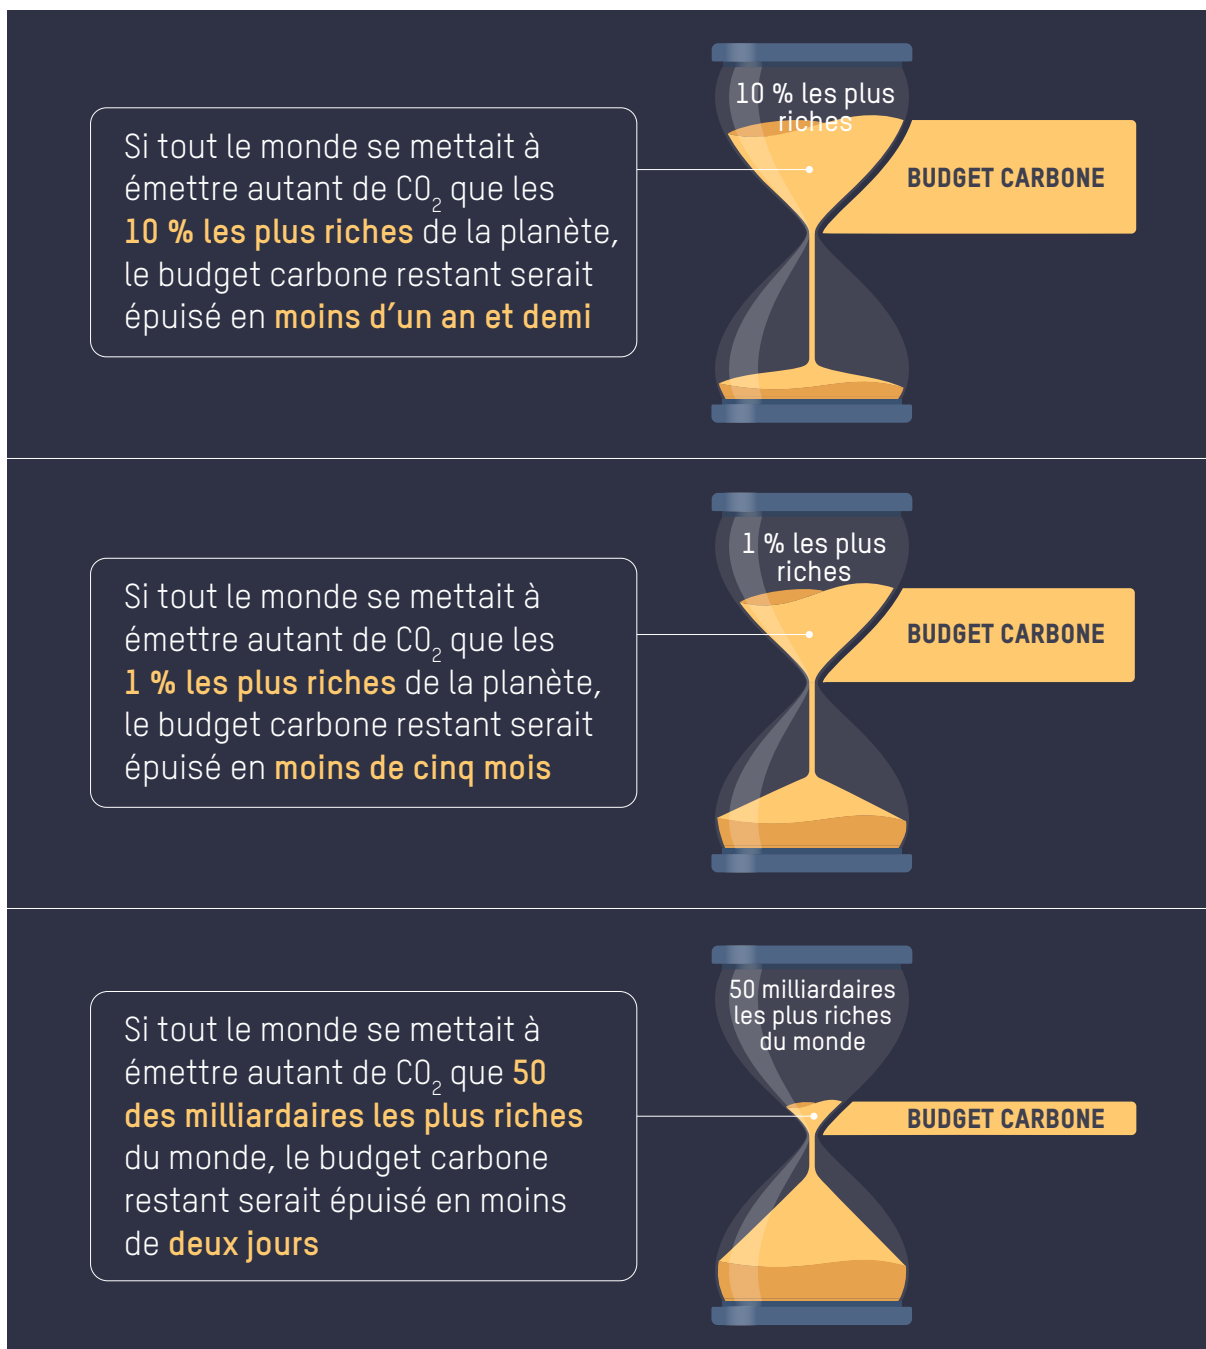 10 % les plus
riches
Si tout le monde se mettait à
émettre autant de CO₂ que les
10 % les plus riches de la planète,
le budget carbone restant serait
épuisé en moins d’un an et demi
BUDGET CARBONE
1 % les plus
riches
Si tout le monde se mettait à
émettre autant de CO₂ que les
1 % les plus riches de la planète,
le budget carbone restant serait
épuisé en moins de cinq mois
BUDGET CARBONE
50 milliardaires
les plus riches
du monde
Si tout le monde se mettait à
émettre autant de CO₂ que 50
des milliardaires les plus riches
du monde, le budget carbone
restant serait épuisé en moins
de deux jours
BUDGET CARBONE